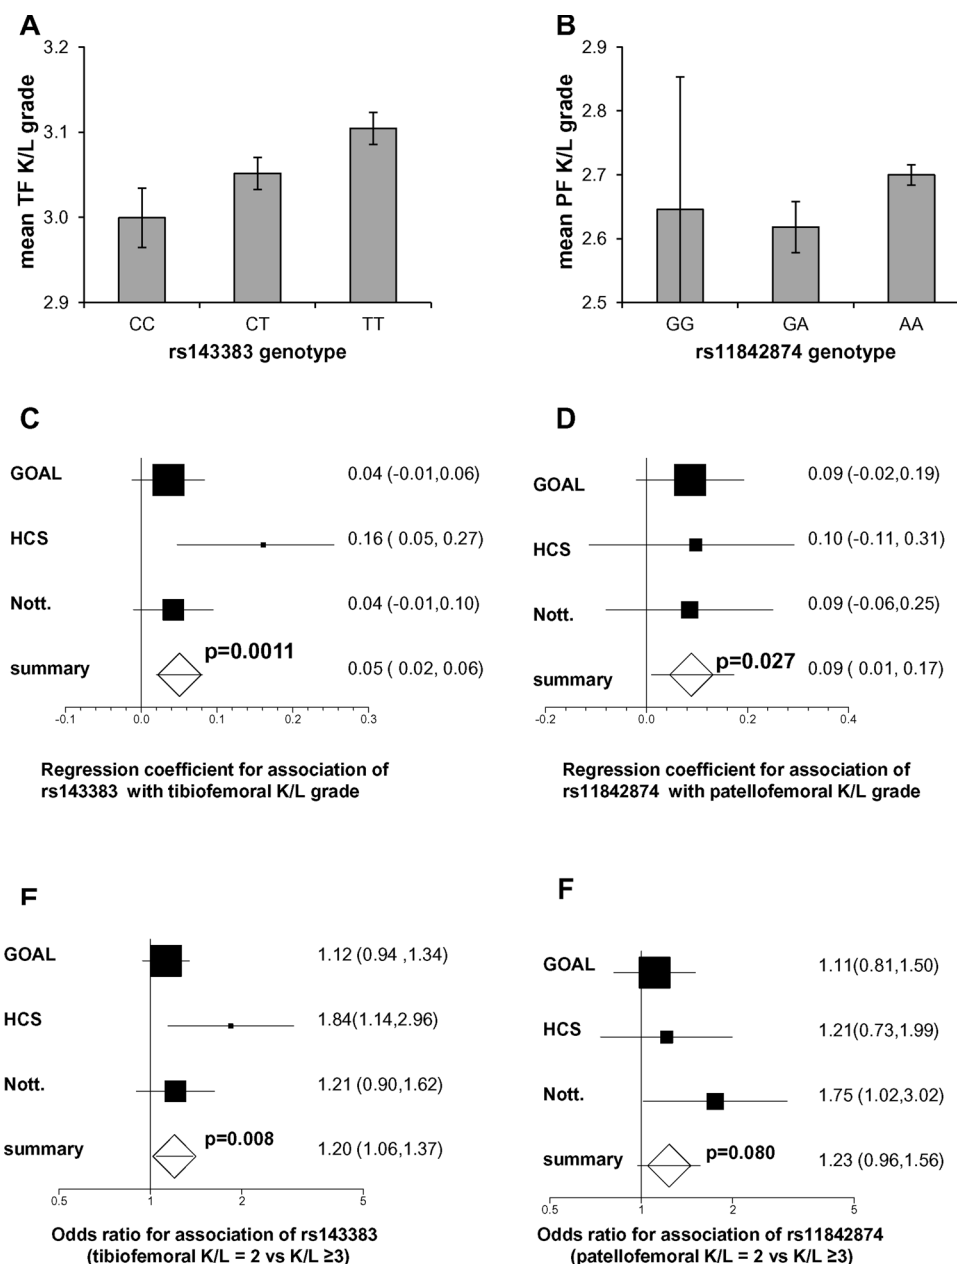 A
3.2
3.1
3.0
2.9
mean TF K/L grade
CC CT TT
rs143383 genotype
B
2.9
2.8
2.7
2.6
2.5
mean PF K/L grade
GG GA AA
rs11842874 genotype
C
GOAL 0.04 (-0.01,0.06)
HCS 0.16 ( 0.05, 0.27)
Nott. 0.04 (-0.01,0.10)
p=0.0011
summary 0.05 ( 0.02, 0.06)
-0.1 0.0 0.1 0.2 0.3
Regression coefficient for association of
rs143383 with tibiofemoral K/L grade
D
GOAL 0.09 (-0.02,0.19)
HCS 0.10 (-0.11, 0.31)
Nott. 0.09 (-0.06,0.25)
p=0.027
summary 0.09 ( 0.01, 0.17)
-0.2 0.0 0.2 0.4
Regression coefficient for association of
rs11842874 with patellofemoral K/L grade
F
GOAL 1.12 (0.94 ,1.34)
HCS 1.84(1.14,2.96)
Nott. 1.21 (0.90,1.62)
p=0.008
summary 1.20 (1.06,1.37)
0.5 1 2 5
Odds ratio for association of rs143383
(tibiofemoral K/L = 2 vs K/L ≥3)
F
GOAL 1.11(0.81,1.50)
HCS 1.21(0.73,1.99)
Nott. 1.75 (1.02,3.02)
p=0.080
summary 1.23 (0.96,1.56)
0.5 1 2 5
Odds ratio for association of rs11842874
(patellofemoral K/L = 2 vs K/L ≥3)